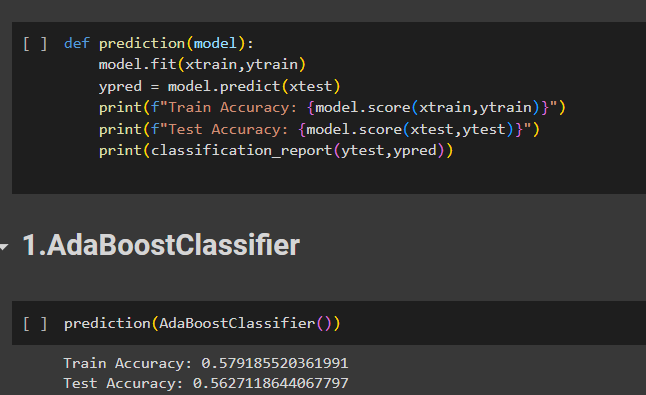 [ ] def prediction(model):
model.fit(xtrain,ytrain)
ypred = model.predict(xtest)
print(f"Train Accuracy: {model.score(xtrain,ytrain)}")
print(f"Test Accuracy: {model.score(xtest,ytest)}")
print(classification_report(ytest,ypred))
1.AdaBoostClassifier
[ ] prediction(AdaBoostClassifier())
Train Accuracy: 0.579185520361991
Test Accuracy: 0.5627118644067797